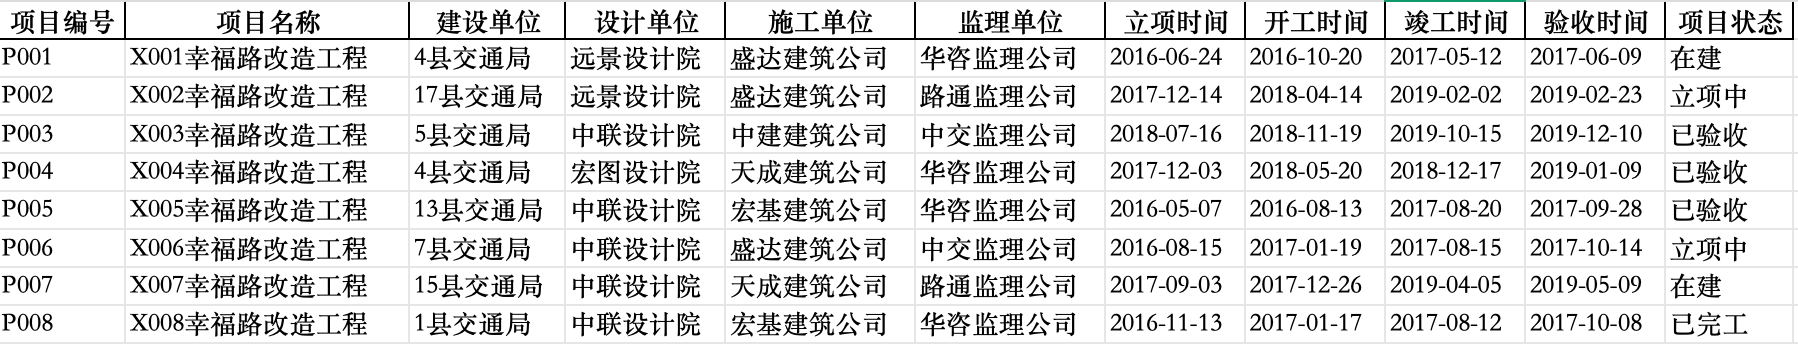 项目编号 项目名称 建设单位 设计单位 施工单位 监理单位 立项时间 开工时间 竣工时间 验收时间 项目状态
P001 X001幸福路改造工程 4县交通局 远景设计院 盛达建筑公司 华咨监理公司 2016-06-24 2016-10-20 2017-05-12 2017-06-09 在建
P002 X002幸福路改造工程 17县交通局 远景设计院 盛达建筑公司 路通监理公司 2017-12-14 2018-04-14 2019-02-02 2019-02-23 立项中
P003 X003幸福路改造工程 5县交通局 中联设计院 中建建筑公司 中交监理公司 2018-07-16 2018-11-19 2019-10-15 2019-12-10 已验收
P004 X004幸福路改造工程 4县交通局 宏图设计院 天成建筑公司 华咨监理公司 2017-12-03 2018-05-20 2018-12-17 2019-01-09 已验收
P005 X005幸福路改造工程 13县交通局 中联设计院 宏基建筑公司 华咨监理公司 2016-05-07 2016-08-13 2017-08-20 2017-09-28 已验收
P006 X006幸福路改造工程 7县交通局 中联设计院 盛达建筑公司 中交监理公司 2016-08-15 2017-01-19 2017-08-15 2017-10-14 立项中
P007 X007幸福路改造工程 15县交通局 中联设计院 天成建筑公司 路通监理公司 2017-09-03 2017-12-26 2019-04-05 2019-05-09 在建
P008 X008幸福路改造工程 1县交通局 中联设计院 宏基建筑公司 华咨监理公司 2016-11-13 2017-01-17 2017-08-12 2017-10-08 已完工